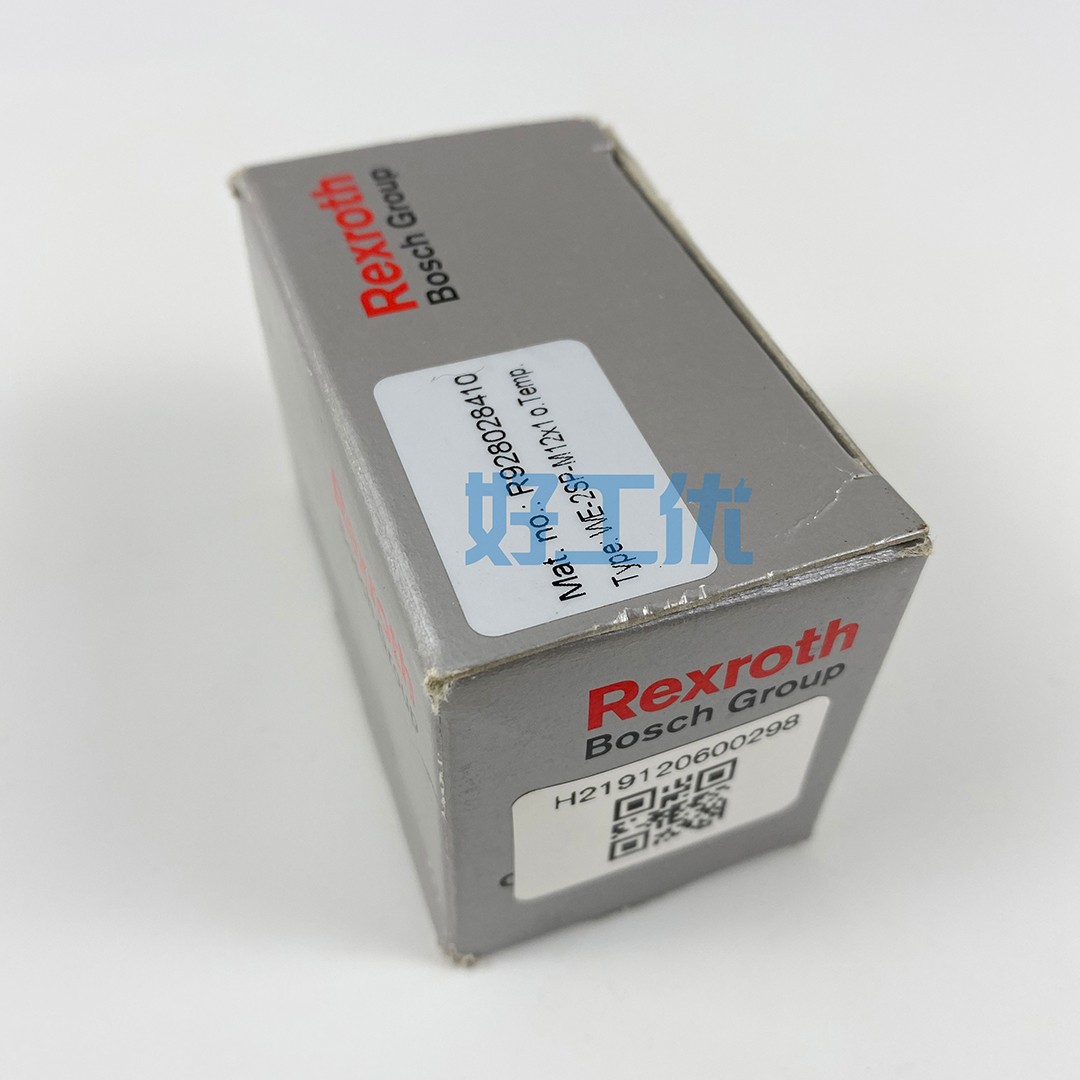 Rexroth
Bosch Group
Mat. no.: R928028410
Type: WE-2SP-M12x1 o.Temp.
好工优
Rexroth
Bosch Group
H219120600298